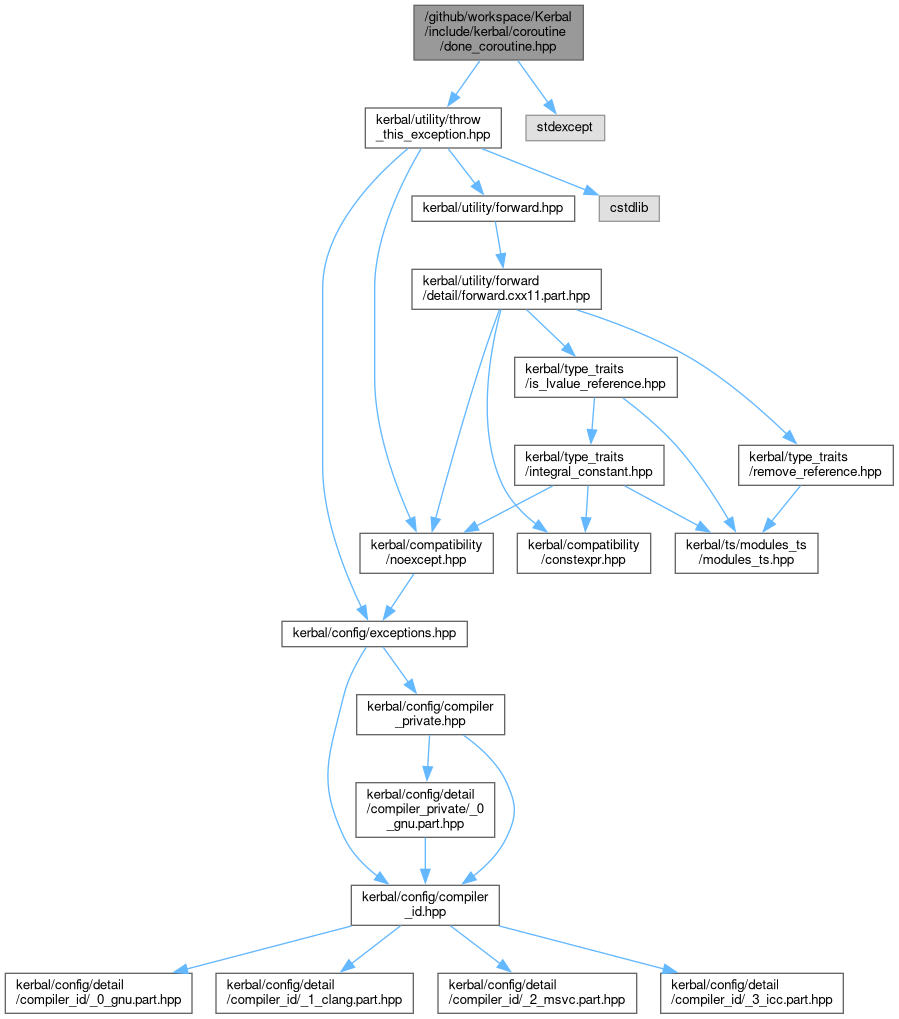 /github/workspace/Kerbal
/include/kerbal/coroutine
/done_coroutine.hpp
kerbal/utility/throw
_this_exception.hpp
stdexcept
kerbal/utility/forward.hpp
cstdlib
kerbal/utility/forward
/detail/forward.cxx11.part.hpp
kerbal/type_traits
/is_lvalue_reference.hpp
kerbal/type_traits
/integral_constant.hpp
kerbal/type_traits
/remove_reference.hpp
kerbal/compatibility
/noexcept.hpp
kerbal/compatibility
/constexpr.hpp
kerbal/ts/modules_ts
/modules_ts.hpp
kerbal/config/exceptions.hpp
kerbal/config/compiler
_private.hpp
kerbal/config/detail
/compiler_private/_0
_gnu.part.hpp
kerbal/config/compiler
_id.hpp
kerbal/config/detail
/compiler_id/_0_gnu.part.hpp
kerbal/config/detail
/compiler_id/_1_clang.part.hpp
kerbal/config/detail
/compiler_id/_2_msvc.part.hpp
kerbal/config/detail
/compiler_id/_3_icc.part.hpp